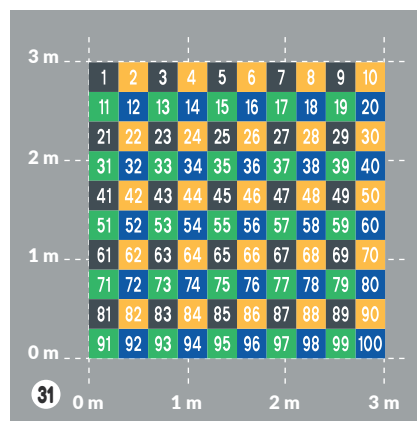 3 m
1 2 3 4 5 6 7 8 9 10
11 12 13 14 15 16 17 18 19 20
21 22 23 24 25 26 27 28 29 30
2 m
31 32 33 34 35 36 37 38 39 40
41 42 43 44 45 46 47 48 49 50
51 52 53 54 55 56 57 58 59 60
1 m
61 62 63 64 65 66 67 68 69 70
71 72 73 74 75 76 77 78 79 80
81 82 83 84 85 86 87 88 89 90
91 92 93 94 95 96 97 98 79 100
0 m
31
0 m 1 m 2 m 3 m